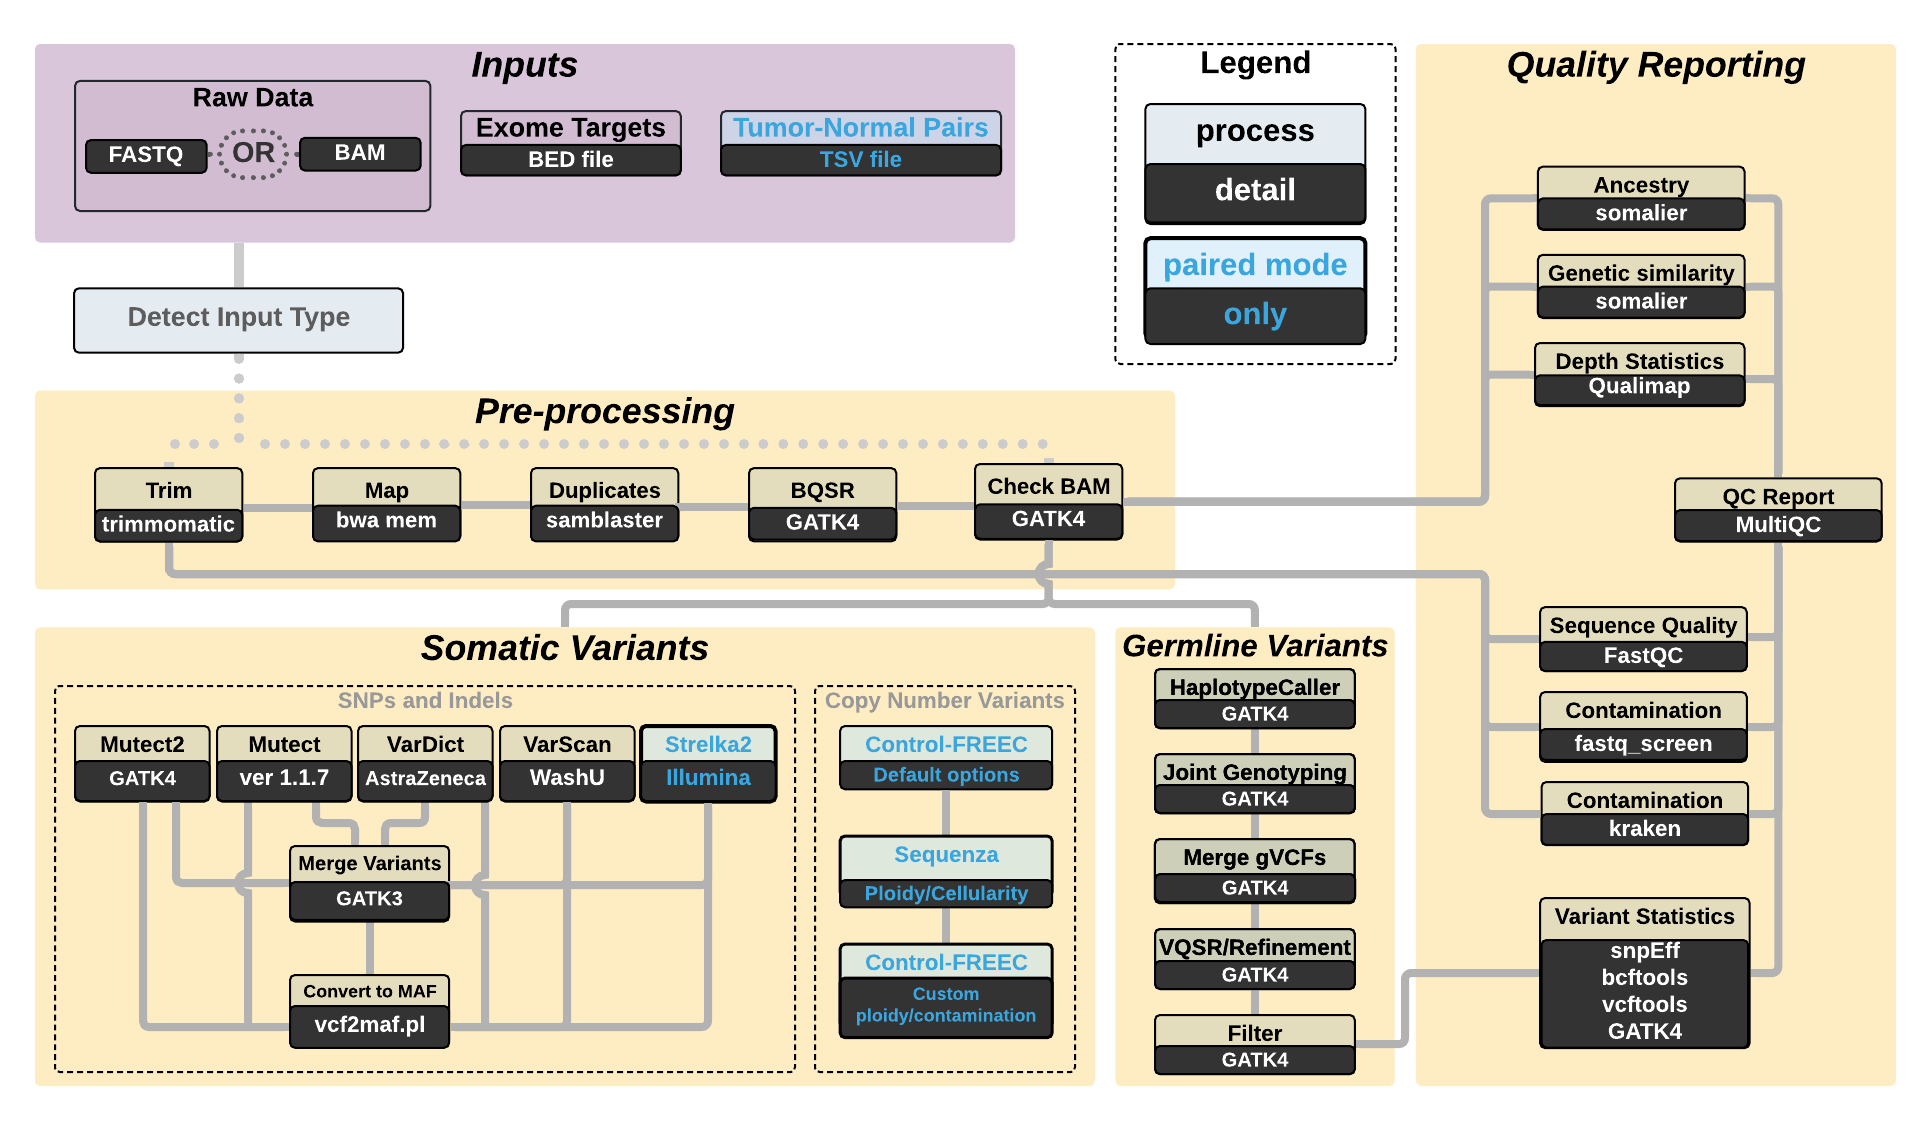 Inputs
Raw Data
FASTQ
OR
BAM
Exome Targets
BED file
Tumor-Normal Pairs
TSV file
Detect Input Type
Legend
process
detail
paired mode
only
Pre-processing
Trim
trimmomatic
Map
bwa mem
Duplicates
samblaster
BQSR
GATK4
Check BAM
GATK4
Somatic Variants
SNPs and Indels
Mutect2
GATK4
Mutect
ver 1.1.7
VarDict
AstraZeneca
VarScan
WashU
Strelka2
Illumina
Merge Variants
GATK3
Convert to MAF
vcf2maf.pl
Copy Number Variants
Control-FREEC
Default options
Sequenza
Ploidy/Cellularity
Control-FREEC
Custom
ploidy/contamination
Germline Variants
HaplotypeCaller
GATK4
Joint Genotyping
GATK4
Merge gVCFs
GATK4
VQSR/Refinement
GATK4
Filter
GATK4
Quality Reporting
Ancestry
somalier
Genetic similarity
somalier
Depth Statistics
Qualimap
QC Report
MultiQC
Sequence Quality
FastQC
Contamination
fastq_screen
Contamination
kraken
Variant Statistics
snpEff
bcftools
vcftools
GATK4